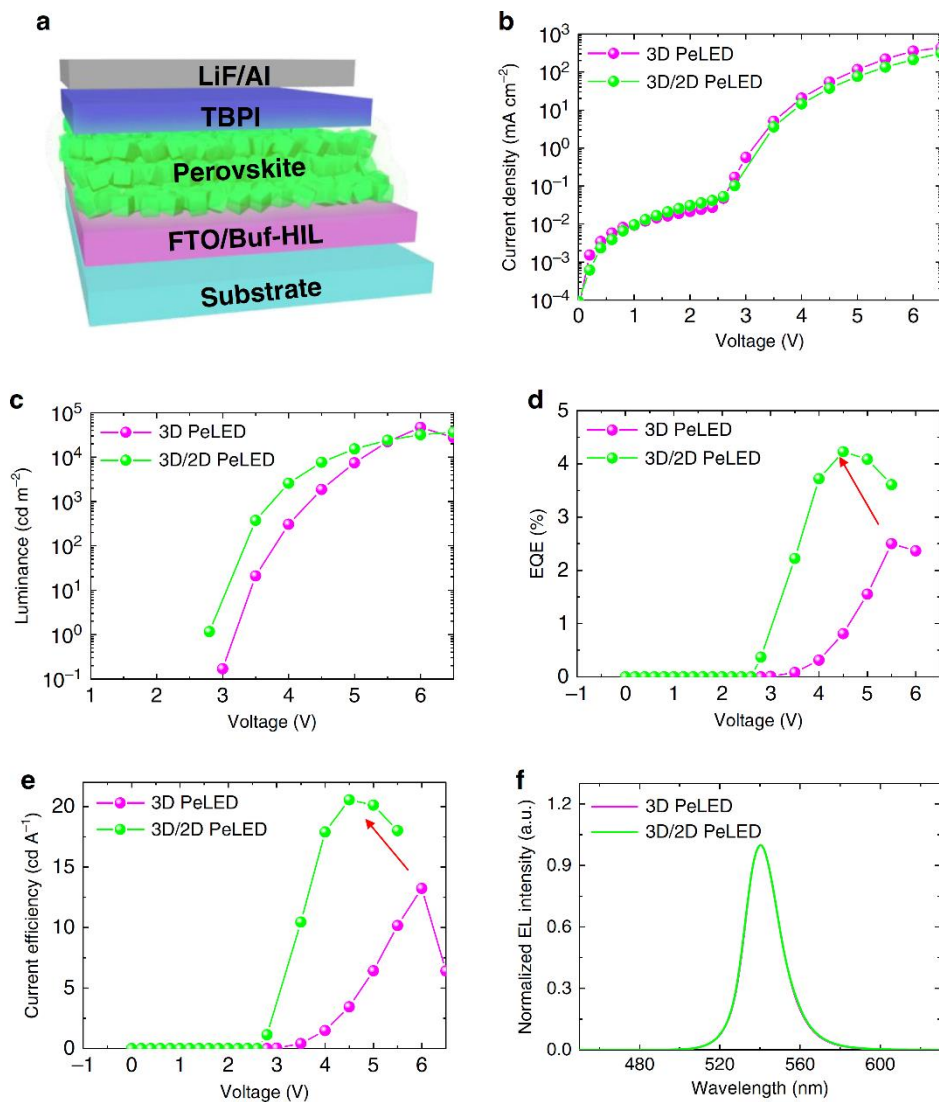 a
LiF/Al
TBPI
Perovskite
FTO/Buf-HIL
Substrate
b
3D PeLED
3D/2D PeLED
Current density (mA cm⁻²)
10³
10²
10¹
10⁰
10⁻¹
10⁻²
10⁻³
10⁻⁴
0 1 2 3 4 5 6
Voltage (V)
c
3D PeLED
3D/2D PeLED
Luminance (cd m⁻²)
10⁵
10⁴
10³
10²
10¹
10⁰
10⁻¹
1 2 3 4 5 6
Voltage (V)
d
3D PeLED
3D/2D PeLED
EQE (%)
5
4
3
2
1
0
−1 0 1 2 3 4 5 6
Voltage (V)
e
3D PeLED
3D/2D PeLED
Current efficiency (cd A⁻¹)
20
15
10
5
0
−1 0 1 2 3 4 5 6
Voltage (V)
f
3D PeLED
3D/2D PeLED
Normalized EL intensity (a.u.)
1.2
0.9
0.6
0.3
0.0
480 520 560 600
Wavelength (nm)